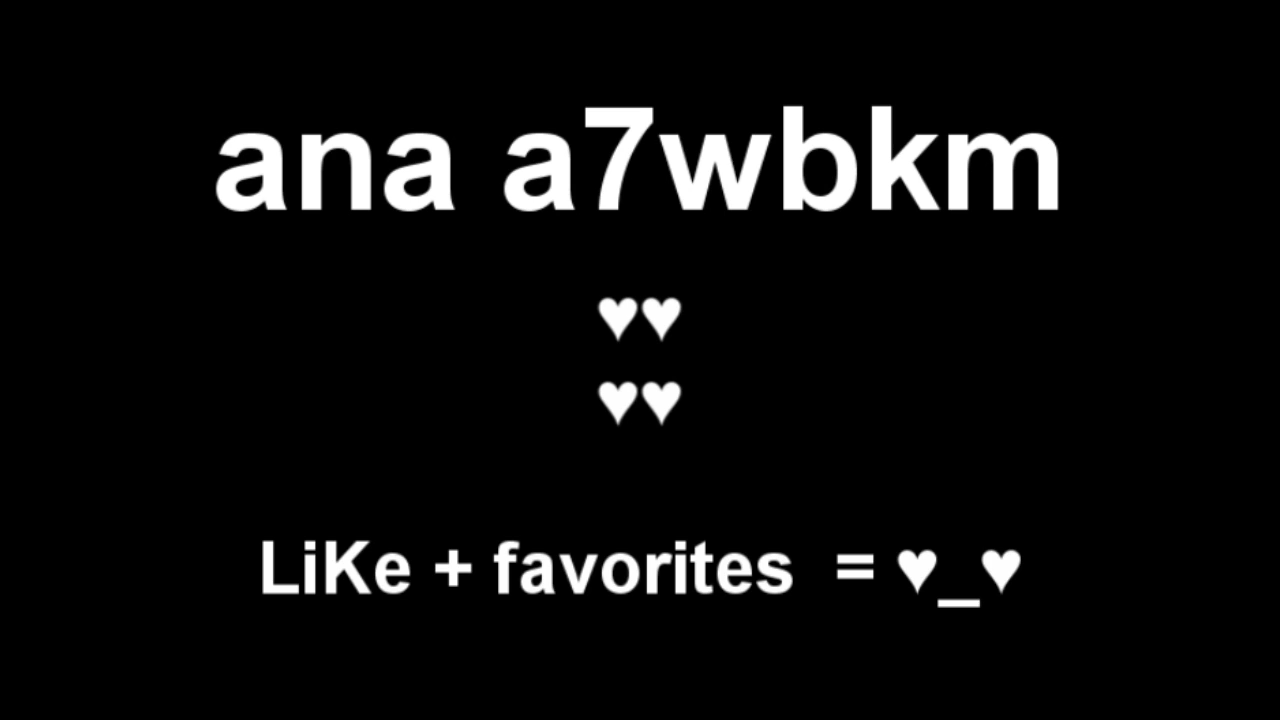 ana a7wbkm
♥♥
♥♥
LiKe + favorites = ♥_♥